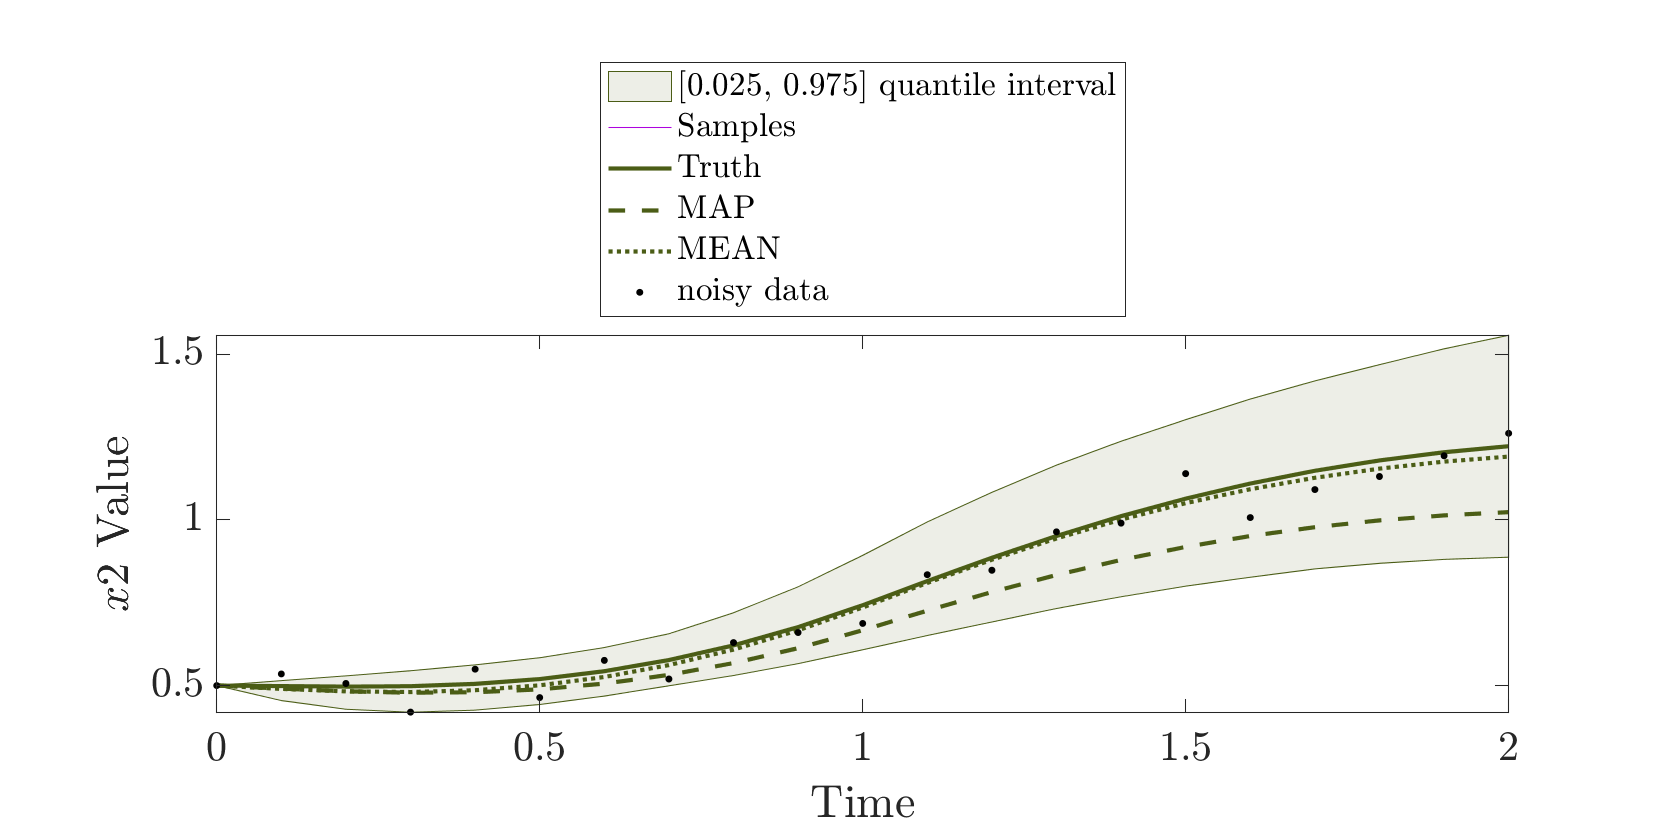 [0.025, 0.975] quantile interval
Samples
Truth
MAP
MEAN
noisy data
1.5
1
0.5
x2 Value
0 0.5 1 1.5 2
Time